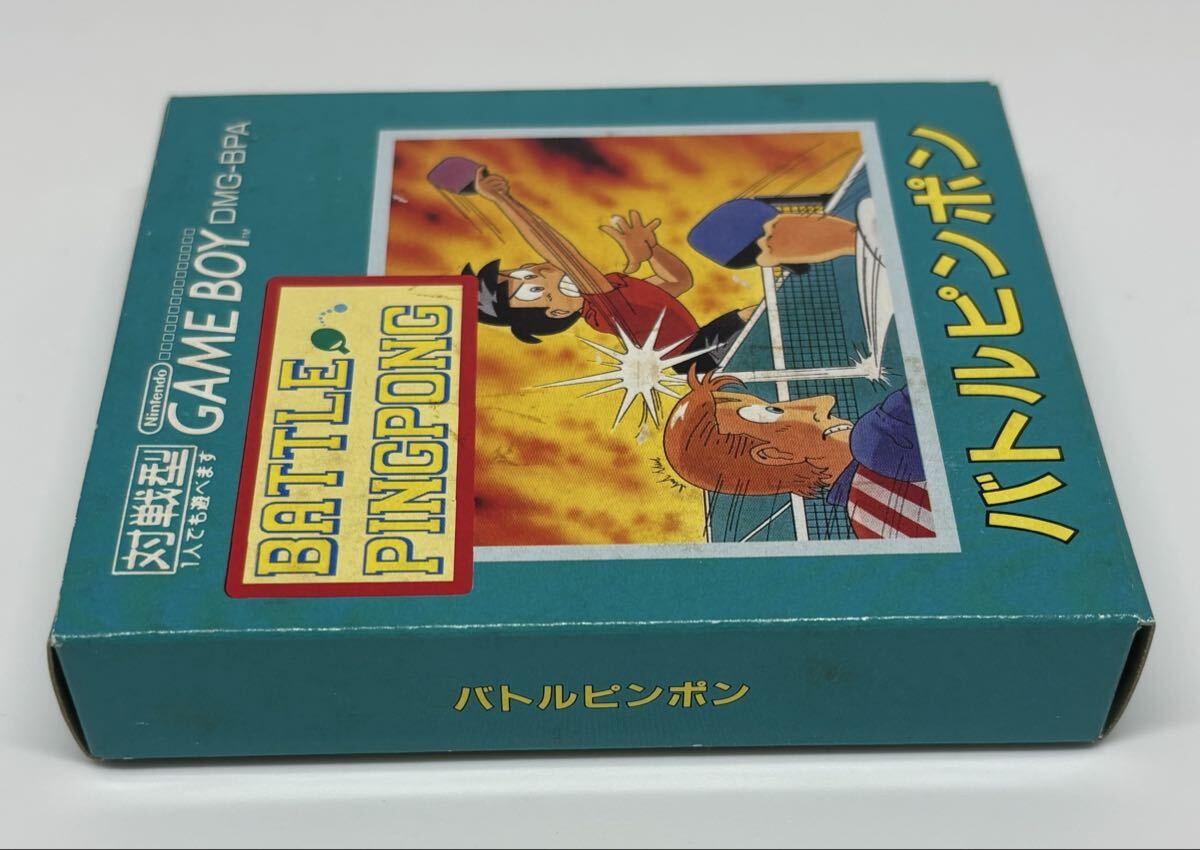 対戦型
1人でも遊べます
Nintendo
GAME BOY™ DMG-BPA
BATTLE
PINGPONG
バトルピンポン
バトルピンポン